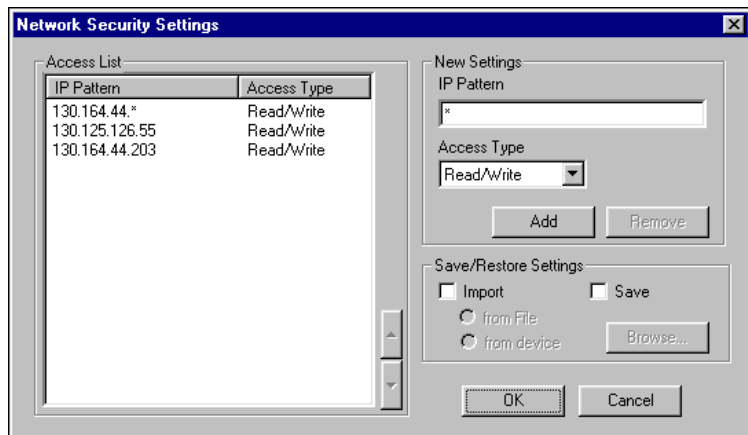 Network Security Settings
Access List
IP Pattern Access Type
130.164.44.* Read/Write
130.125.126.55 Read/Write
130.164.44.203 Read/Write
New Settings
IP Pattern
*
Access Type
Read/Write
Add Remove
Save/Restore Settings
Import Save
from File
from device
Browse...
OK Cancel